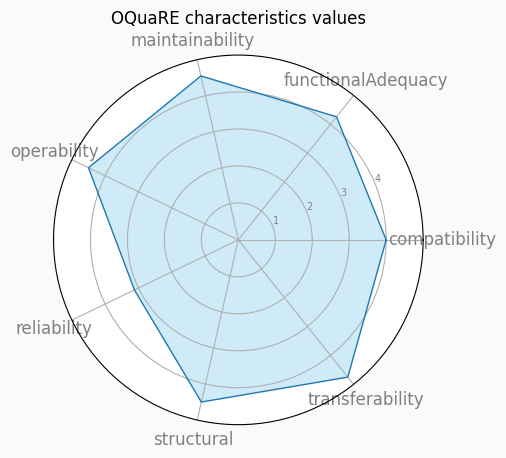 OQuaRE characteristics values
maintainability
functionalAdequacy
operability
4
3
2
1
compatibility
reliability
transferability
structural